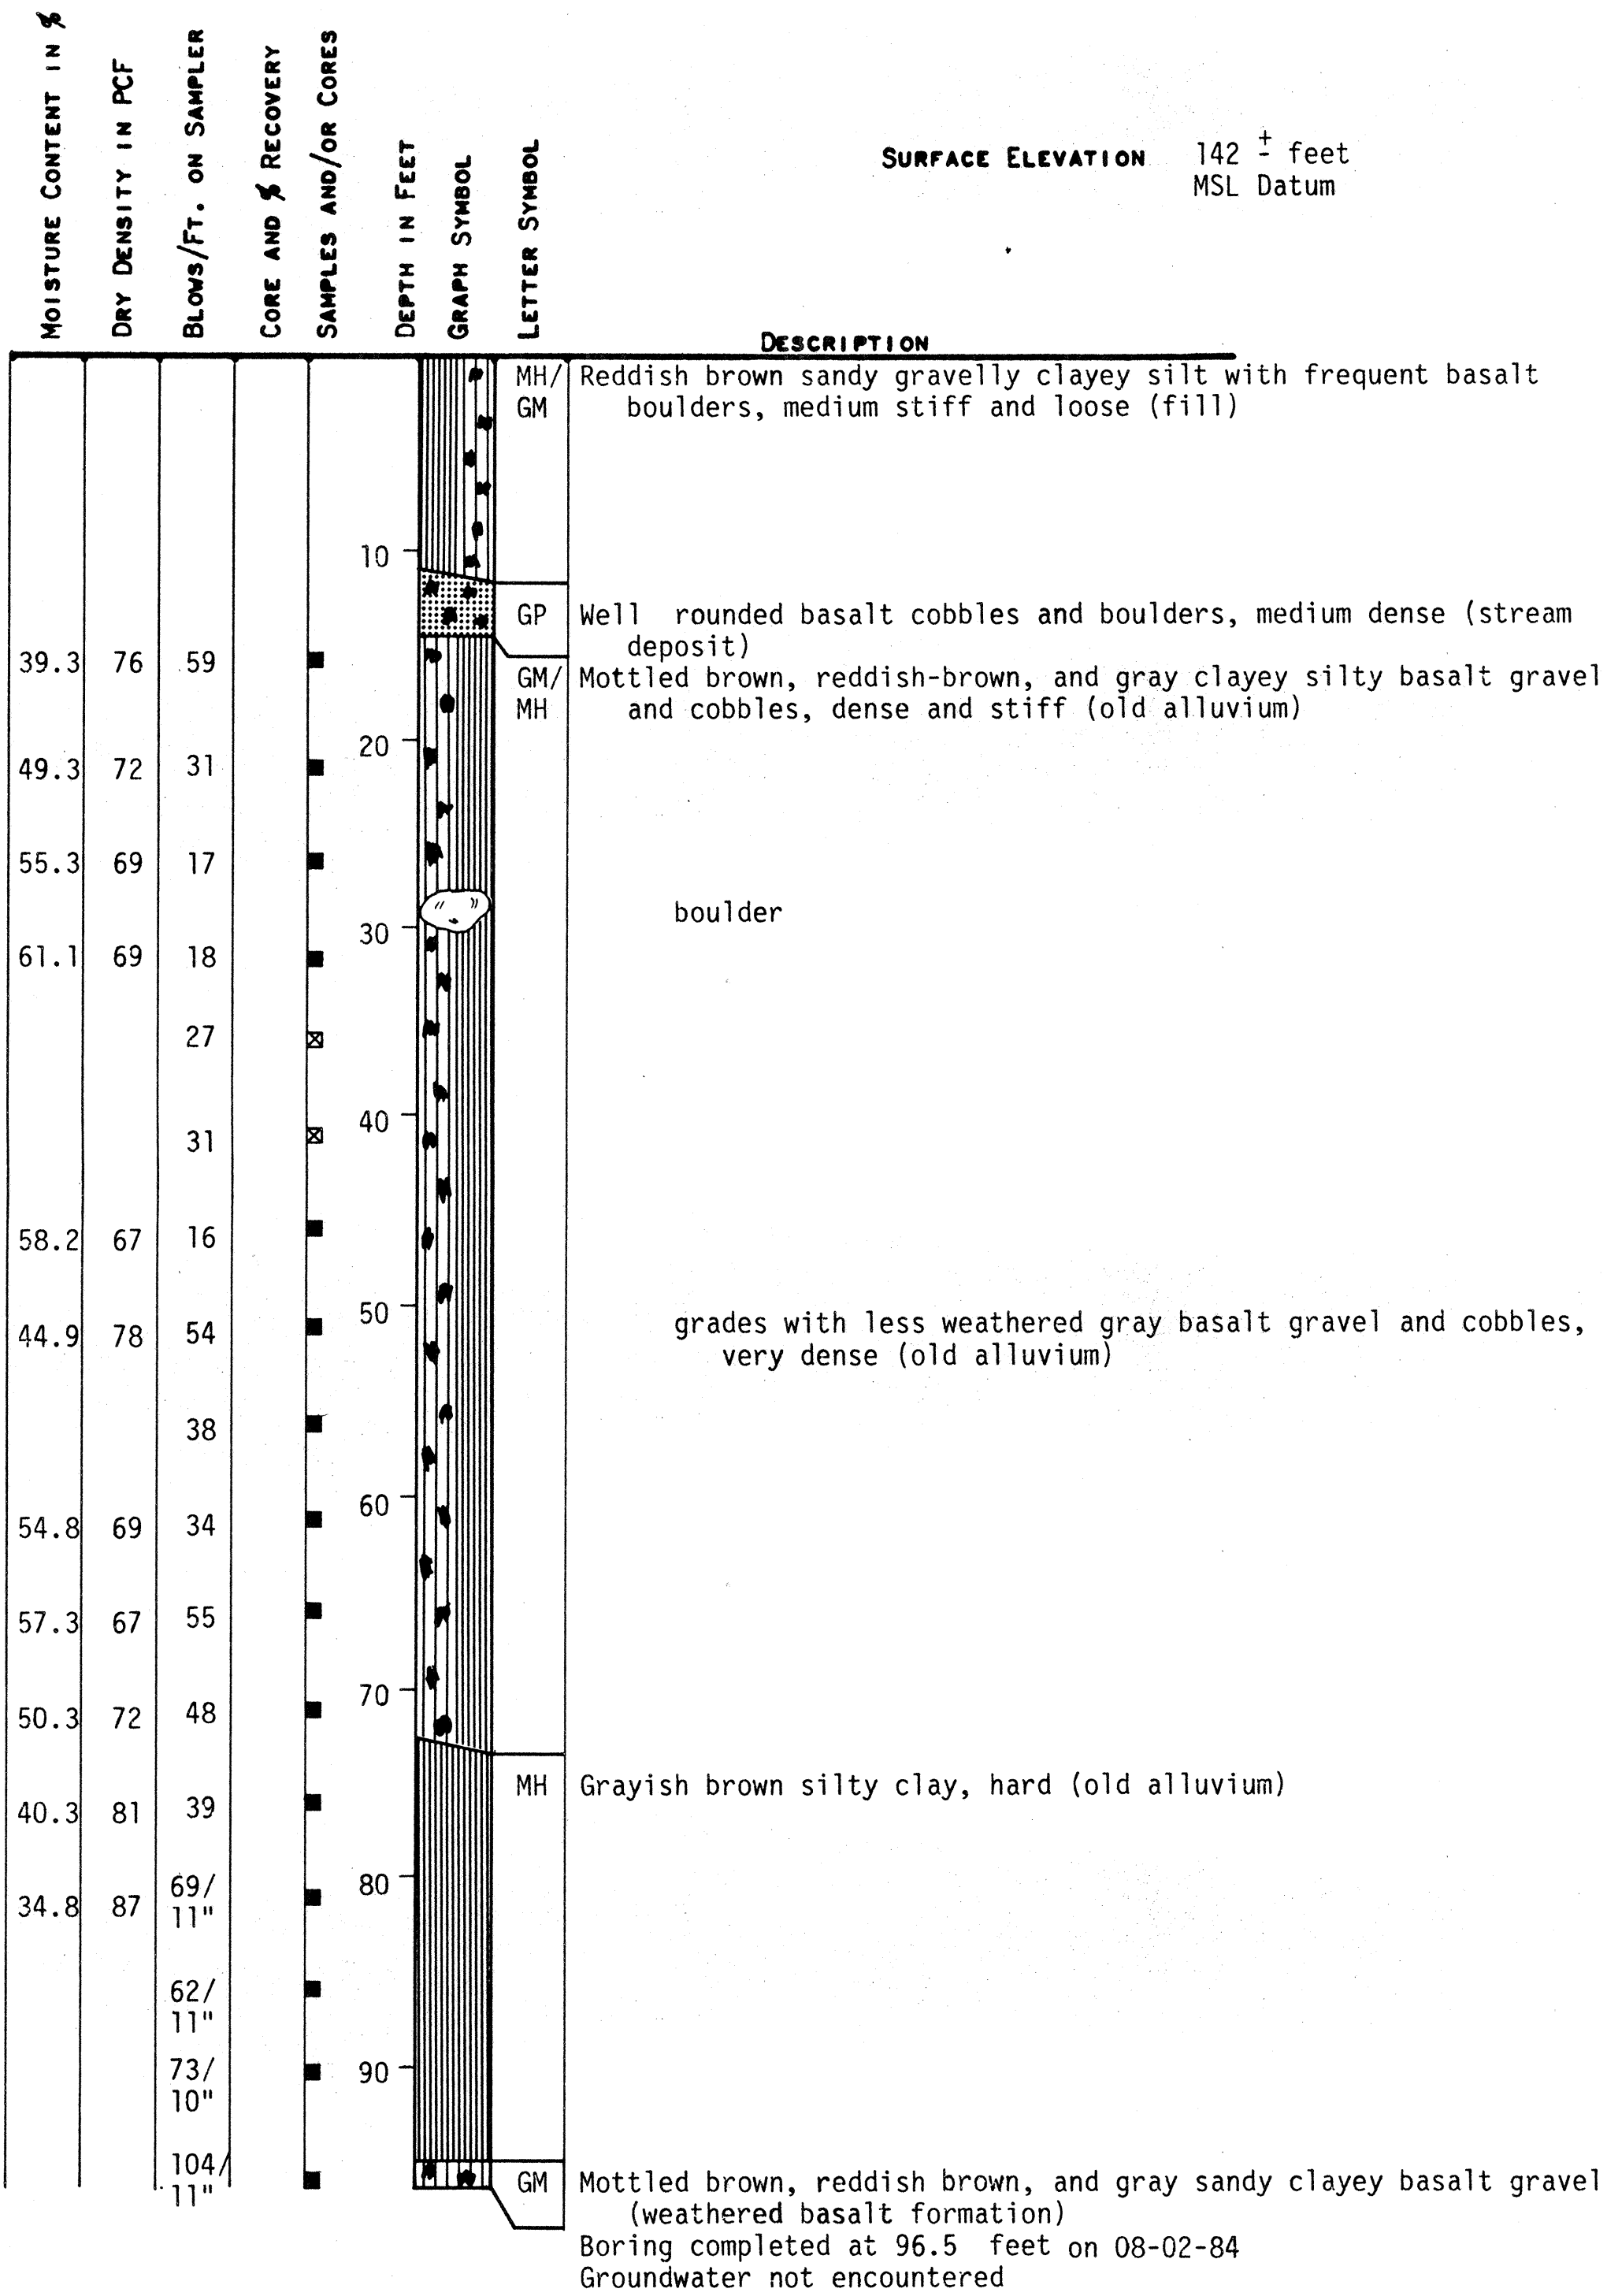 MOISTURE CONTENT IN %
DRY DENSITY IN PCF
BLOWS/FT. ON SAMPLER
CORE AND % RECOVERY
SAMPLES AND/OR CORES
DEPTH IN FEET
GRAPH SYMBOL
LETTER SYMBOL
SURFACE ELEVATION 142 ± feet
MSL Datum
DESCRIPTION
MH/ Reddish brown sandy gravelly clayey silt with frequent basalt
GM boulders, medium stiff and loose (fill)
10
GP Well rounded basalt cobbles and boulders, medium dense (stream
deposit)
39.3 76 59
GM/ Mottled brown, reddish-brown, and gray clayey silty basalt gravel
MH and cobbles, dense and stiff (old alluvium)
20
49.3 72 31
55.3 69 17
boulder
30
61.1 69 18
27
40
31
58.2 67 16
50 grades with less weathered gray basalt gravel and cobbles,
44.9 78 54
very dense (old alluvium)
38
60
54.8 69 34
57.3 67 55
70
50.3 72 48
MH Grayish brown silty clay, hard (old alluvium)
40.3 81 39
80
34.8 87 69/
11"
62/
11"
73/
10"
90
104/
11"
GM Mottled brown, reddish brown, and gray sandy clayey basalt gravel
(weathered basalt formation)
Boring completed at 96.5 feet on 08-02-84
Groundwater not encountered